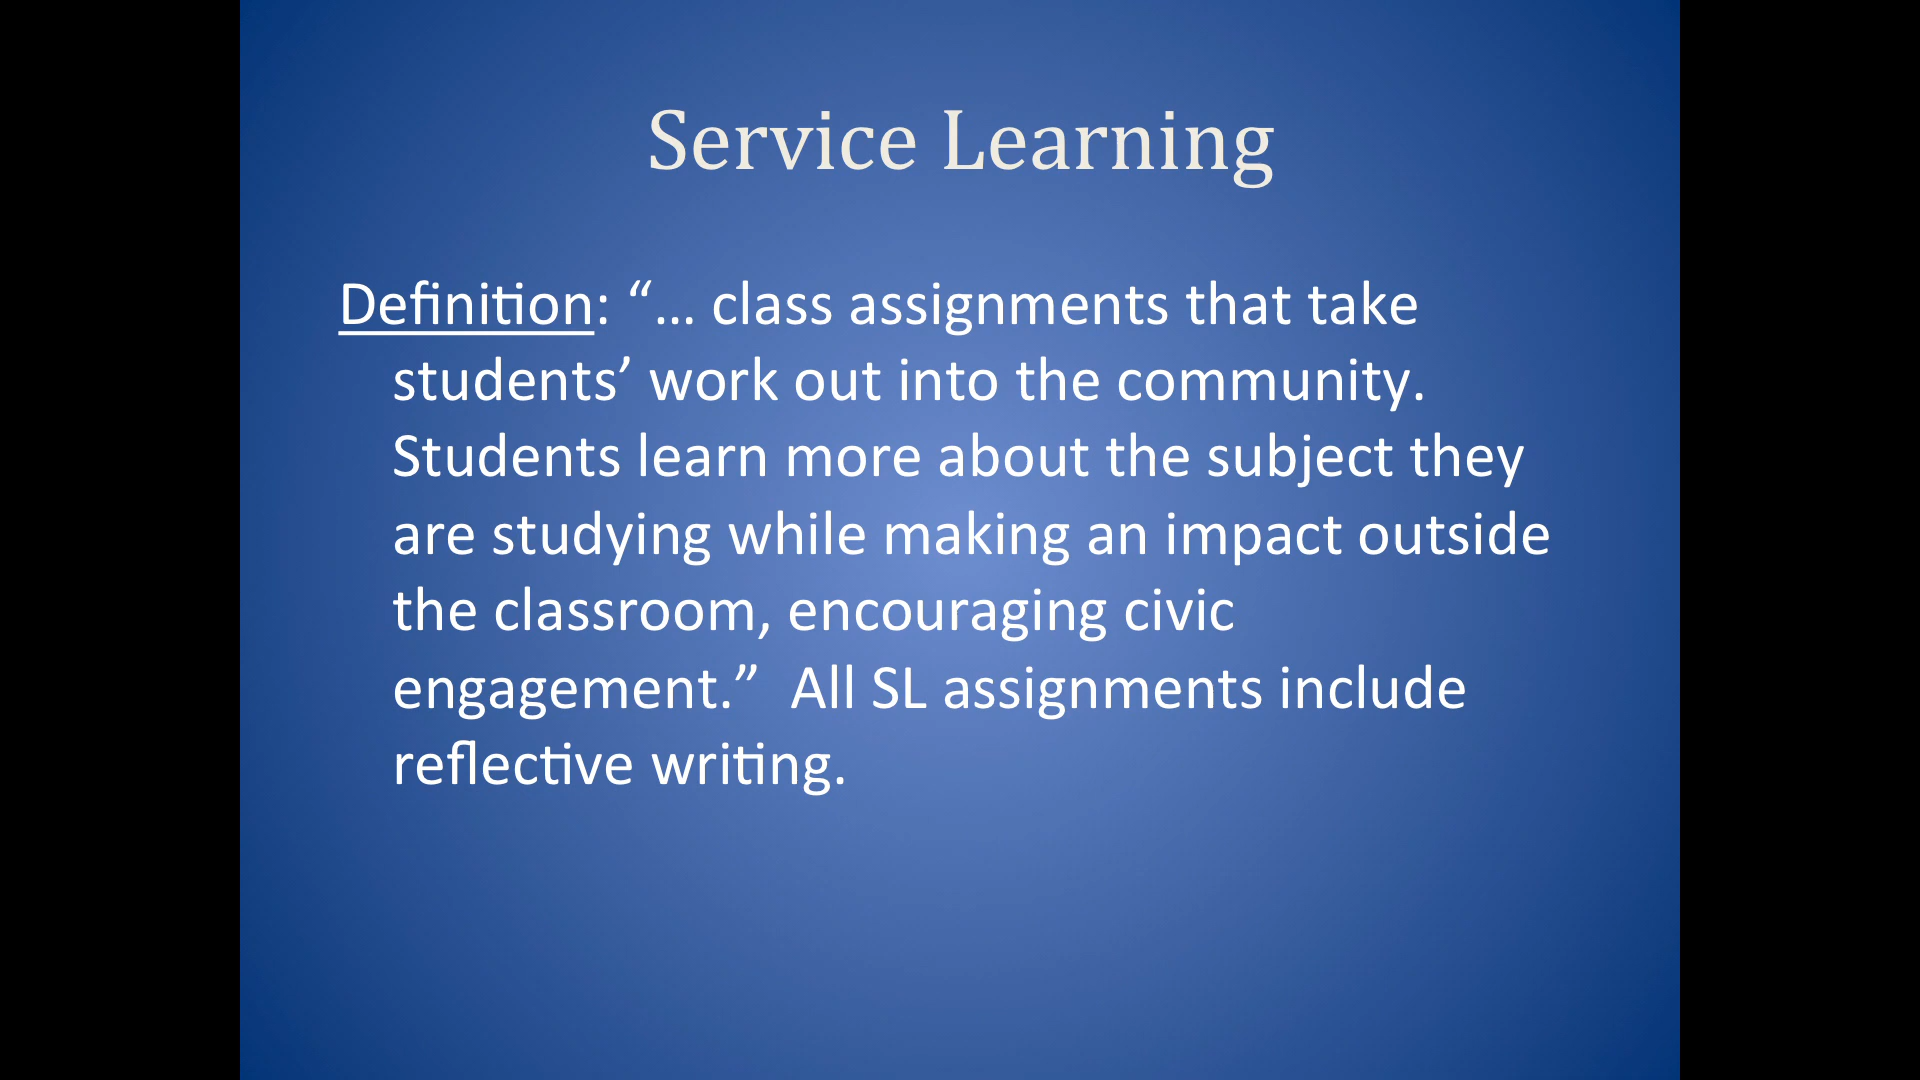 Service Learning
Definition: “… class assignments that take
students’ work out into the community.
Students learn more about the subject they
are studying while making an impact outside
the classroom, encouraging civic
engagement.”  All SL assignments include
reflective writing.